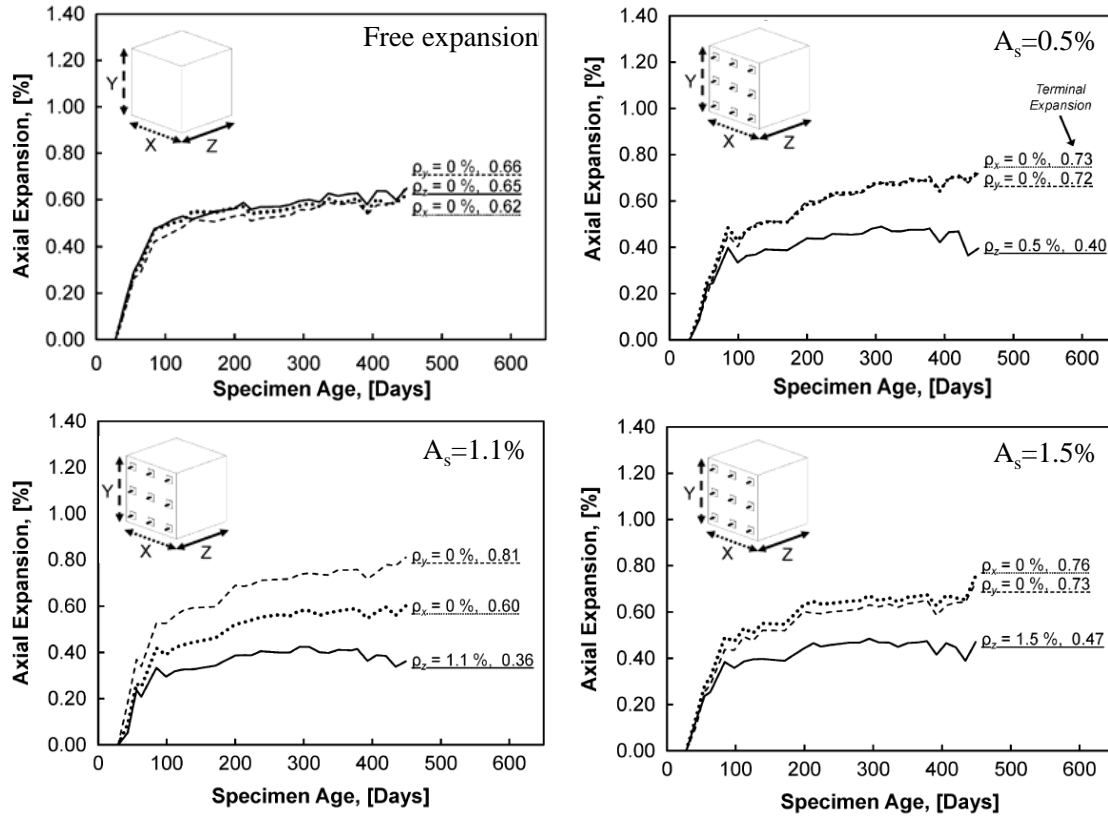 Free expansion
Axial Expansion, [%]
1.40
1.20
1.00
0.80
0.60
0.40
0.20
0.00
Y
X
Z
ρy = 0 %, 0.66
ρz = 0 %, 0.65
ρx = 0 %, 0.62
0 100 200 300 400 500 600
Specimen Age, [Days]
As=0.5%
Axial Expansion, [%]
1.40
1.20
1.00
0.80
0.60
0.40
0.20
0.00
Y
X
Z
Terminal
Expansion
ρx = 0 %, 0.73
ρy = 0 %, 0.72
ρz = 0.5 %, 0.40
0 100 200 300 400 500 600
Specimen Age, [Days]
As=1.1%
Axial Expansion, [%]
1.40
1.20
1.00
0.80
0.60
0.40
0.20
0.00
Y
X
Z
ρy = 0 %, 0.81
ρx = 0 %, 0.60
ρz = 1.1 %, 0.36
0 100 200 300 400 500 600
Specimen Age, [Days]
As=1.5%
Axial Expansion, [%]
1.40
1.20
1.00
0.80
0.60
0.40
0.20
0.00
Y
X
Z
ρx = 0 %, 0.76
ρy = 0 %, 0.73
ρz = 1.5 %, 0.47
0 100 200 300 400 500 600
Specimen Age, [Days]